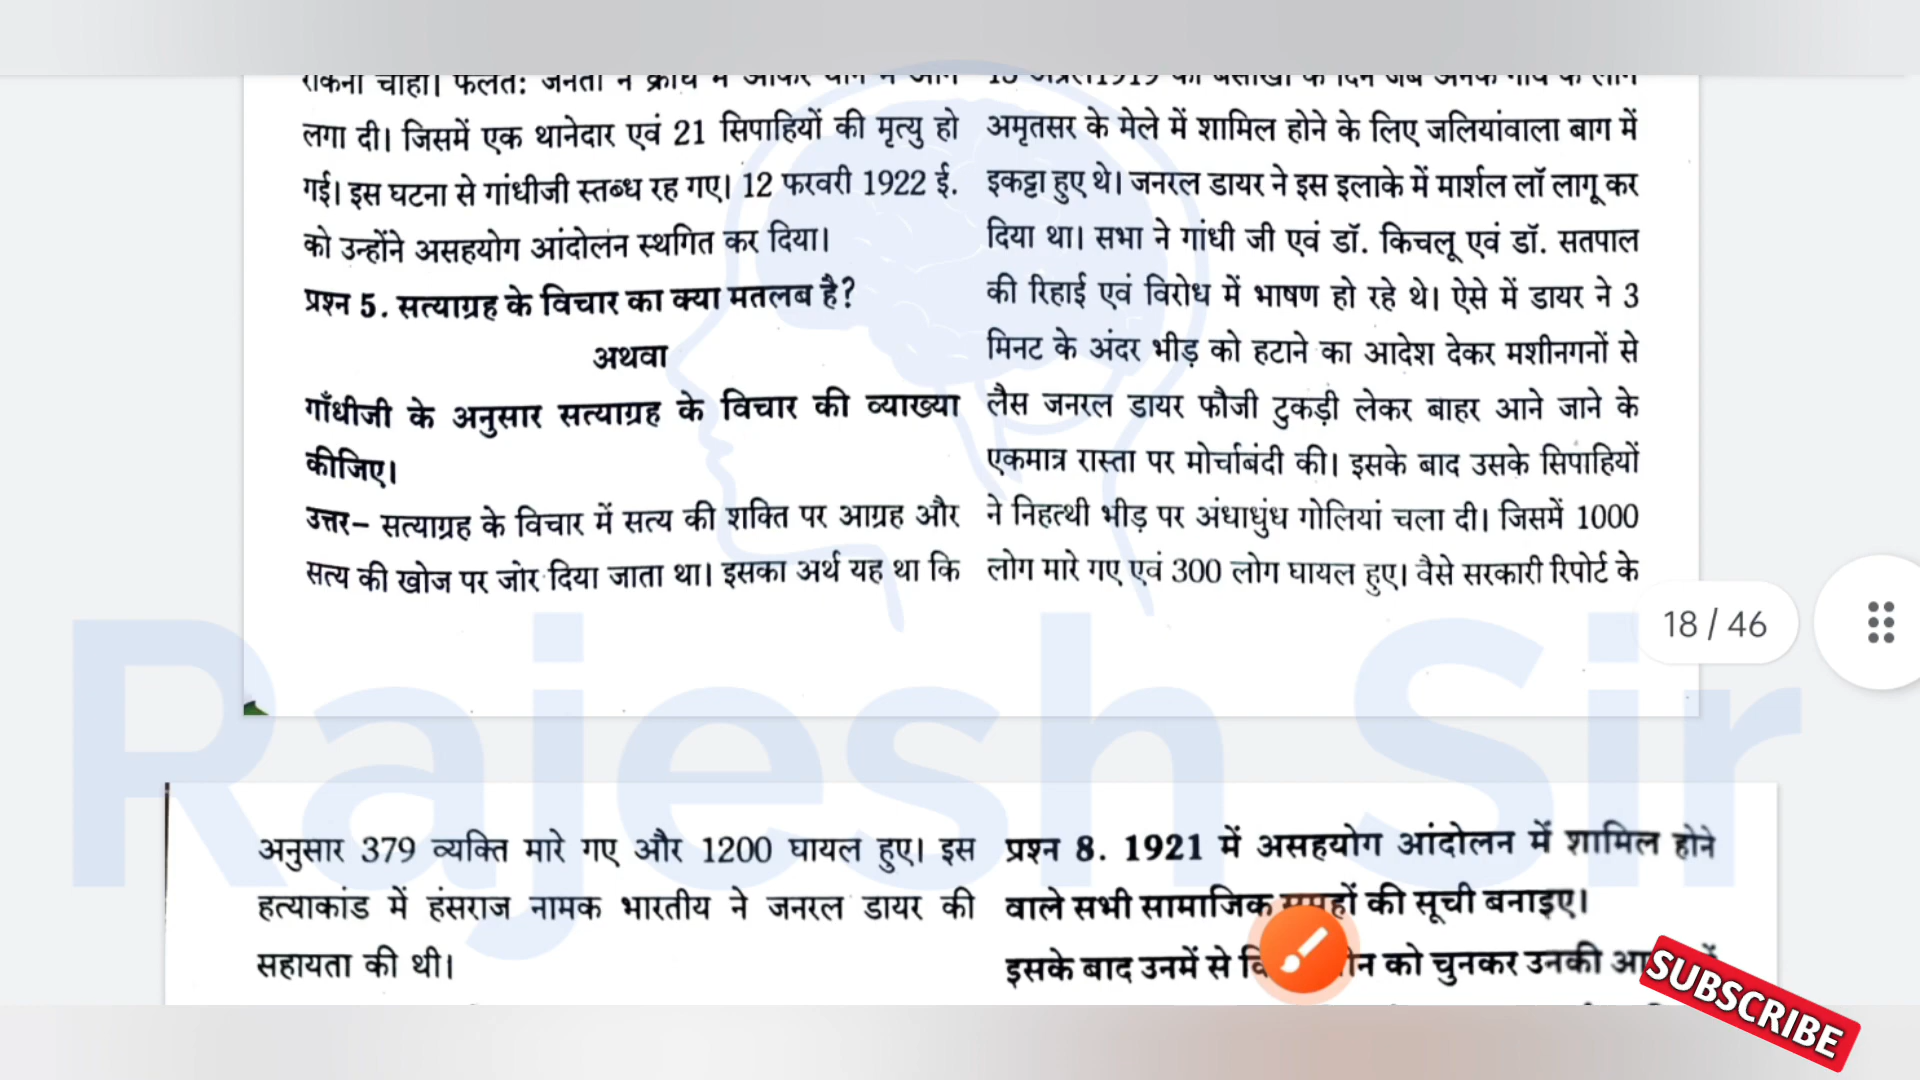 रोकना चाहा। फलत: जनता ने क्रोध में आकर थाने में आग
लगा दी। जिसमें एक थानेदार एवं 21 सिपाहियों की मृत्यु हो
गई। इस घटना से गांधीजी स्तब्ध रह गए। 12 फरवरी 1922 ई.
को उन्होंने असहयोग आंदोलन स्थगित कर दिया।
प्रश्न 5. सत्याग्रह के विचार का क्या मतलब है?
अथवा
गाँधीजी के अनुसार सत्याग्रह के विचार की व्याख्या
कीजिए।
उत्तर– सत्याग्रह के विचार में सत्य की शक्ति पर आग्रह और
सत्य की खोज पर जोर दिया जाता था। इसका अर्थ यह था कि
13 अप्रैल 1919 को बैसाखी के दिन जब अनेक गांव के लोग
अमृतसर के मेले में शामिल होने के लिए जलियांवाला बाग में
इकट्टा हुए थे। जनरल डायर ने इस इलाके में मार्शल लॉ लागू कर
दिया था। सभा ने गांधी जी एवं डॉ. किचलू एवं डॉ. सतपाल
की रिहाई एवं विरोध में भाषण हो रहे थे। ऐसे में डायर ने 3
मिनट के अंदर भीड़ को हटाने का आदेश देकर मशीनगनों से
लैस जनरल डायर फौजी टुकड़ी लेकर बाहर आने जाने के
एकमात्र रास्ता पर मोर्चाबंदी की। इसके बाद उसके सिपाहियों
ने निहत्थी भीड़ पर अंधाधुंध गोलियां चला दी। जिसमें 1000
लोग मारे गए एवं 300 लोग घायल हुए। वैसे सरकारी रिपोर्ट के
18 / 46
Rajesh Sir
अनुसार 379 व्यक्ति मारे गए और 1200 घायल हुए। इस
हत्याकांड में हंसराज नामक भारतीय ने जनरल डायर की
सहायता की थी।
प्रश्न 8. 1921 में असहयोग आंदोलन में शामिल होने
वाले सभी सामाजिक समूहों की सूची बनाइए।
इसके बाद उनमें से को चुनकर उनकी
SUBSCRIBE